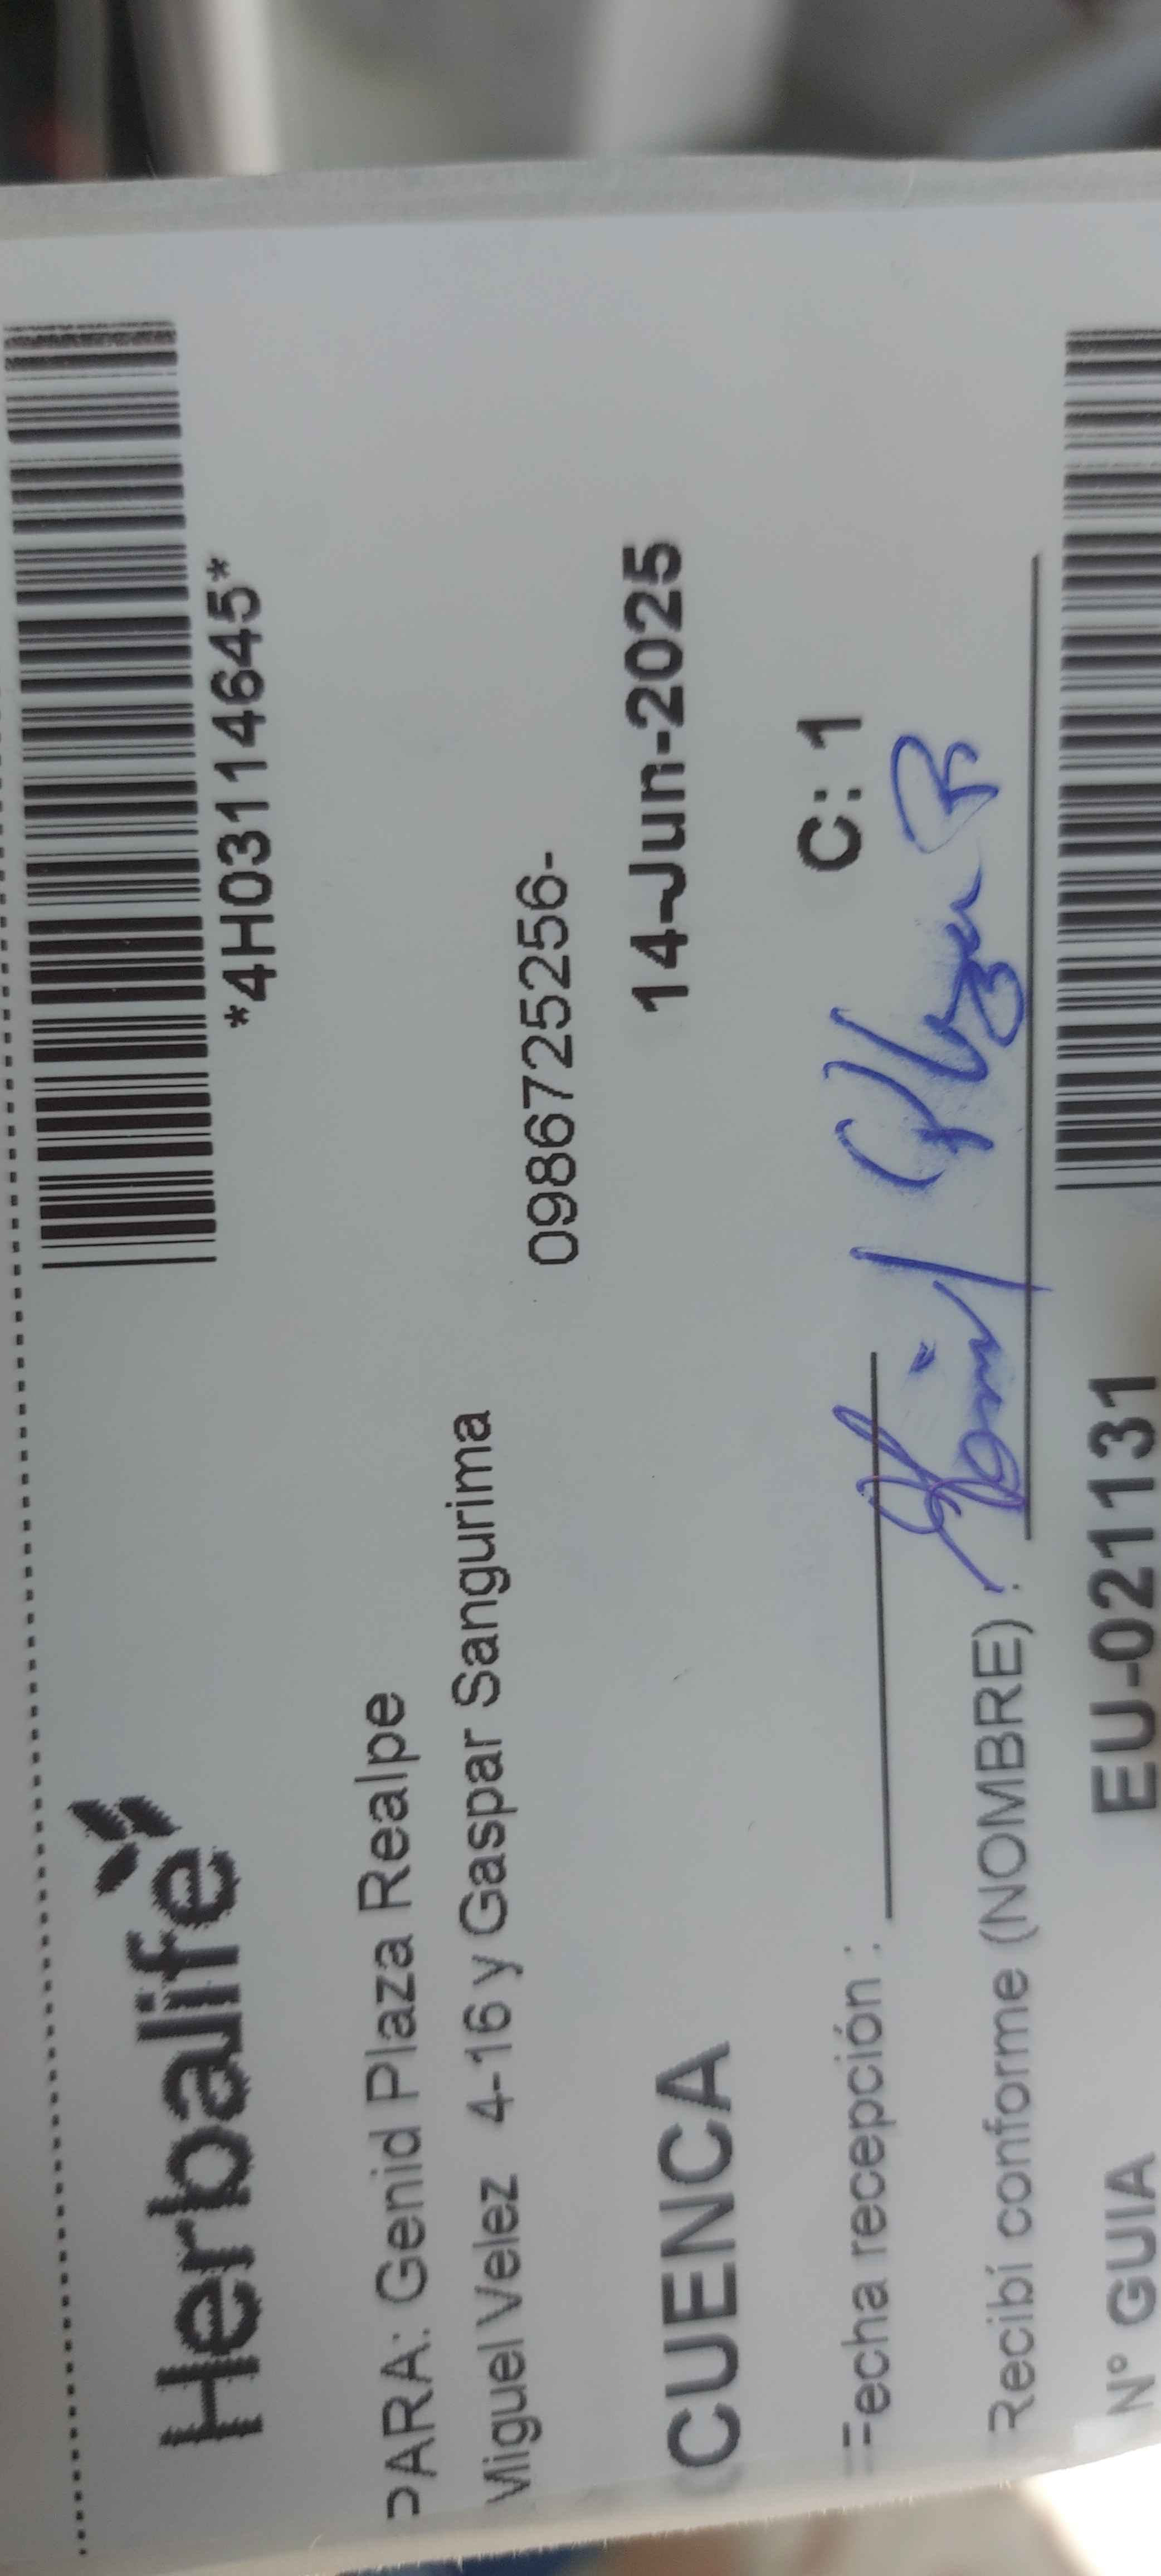 Herbalife
*4H03114645*
PARA: Genid Plaza Realpe
Miguel Velez 4-16 y Gaspar Sangurima
0986725256-
CUENCA
14-Jun-2025
C: 1
Fecha recepción :
Recibí conforme (NOMBRE) :
N° GUIA
EU-021131